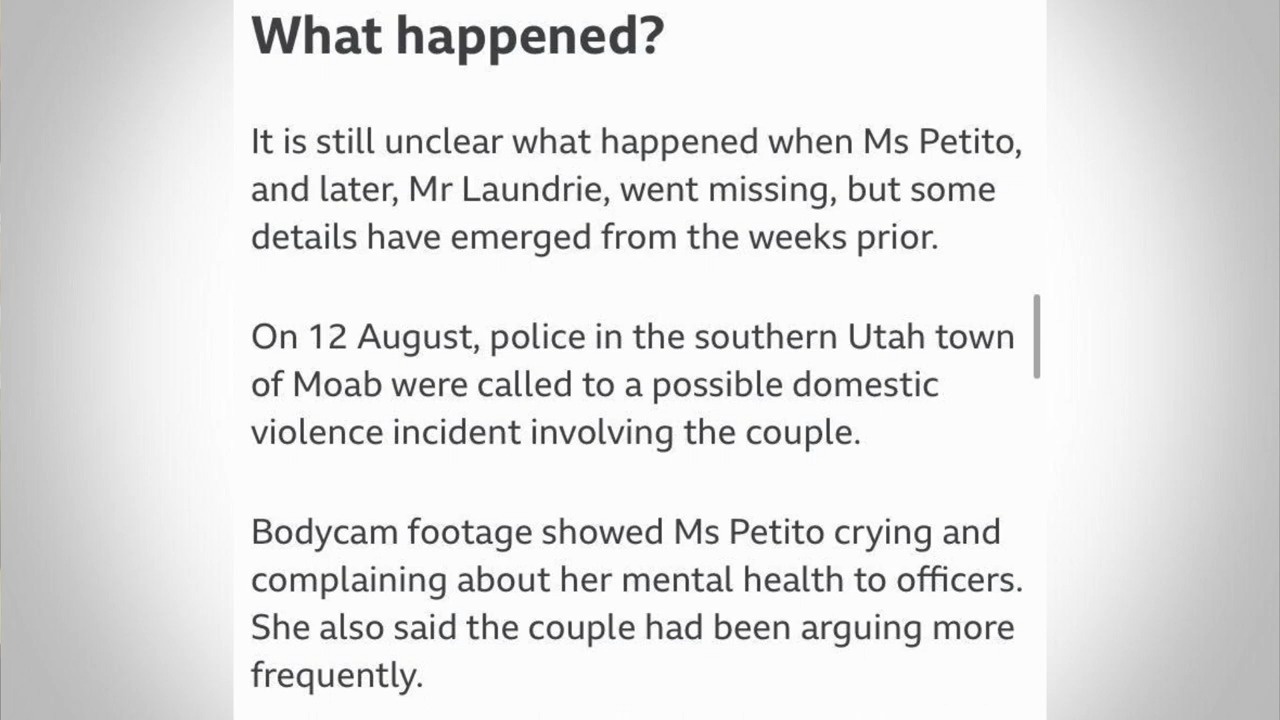 What happened?
It is still unclear what happened when Ms Petito,
and later, Mr Laundrie, went missing, but some
details have emerged from the weeks prior.
On 12 August, police in the southern Utah town
of Moab were called to a possible domestic
violence incident involving the couple.
Bodycam footage showed Ms Petito crying and
complaining about her mental health to officers.
She also said the couple had been arguing more
frequently.